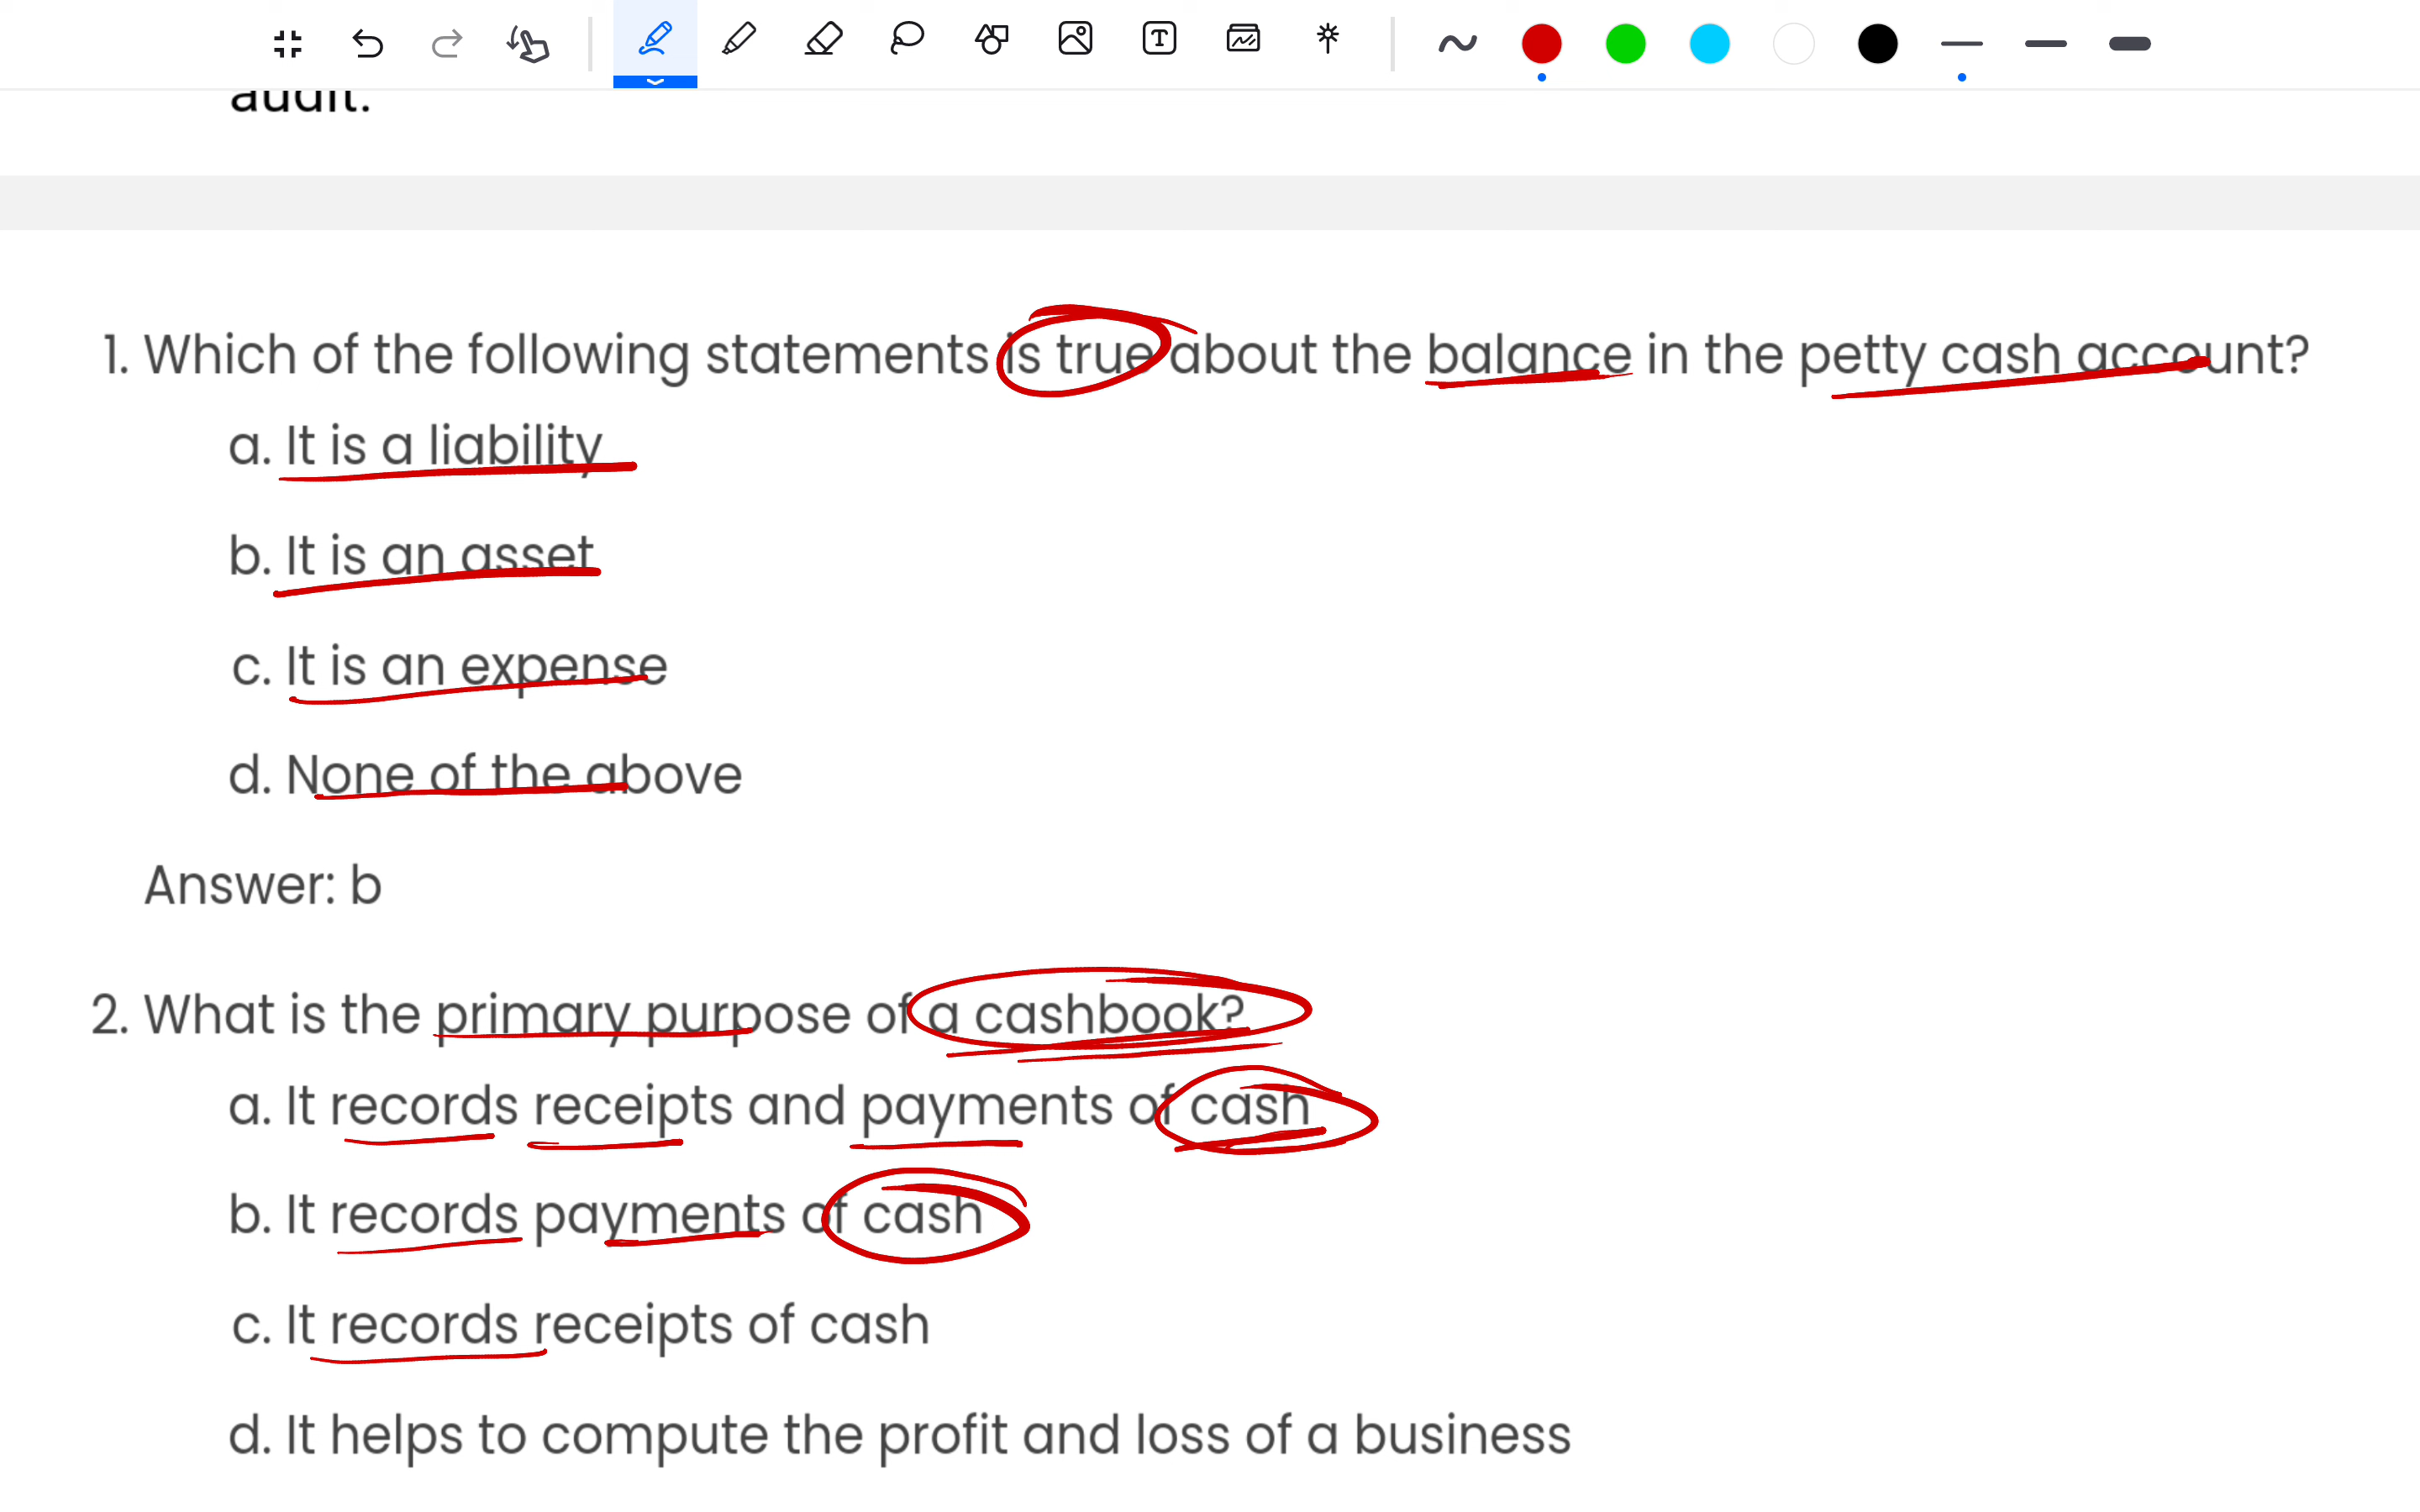 audit.
1. Which of the following statements is true about the balance in the petty cash account?
a. It is a liability
b. It is an asset
c. It is an expense
d. None of the above
Answer: b
2. What is the primary purpose of a cashbook?
a. It records receipts and payments of cash
b. It records payments of cash
c. It records receipts of cash
d. It helps to compute the profit and loss of a business